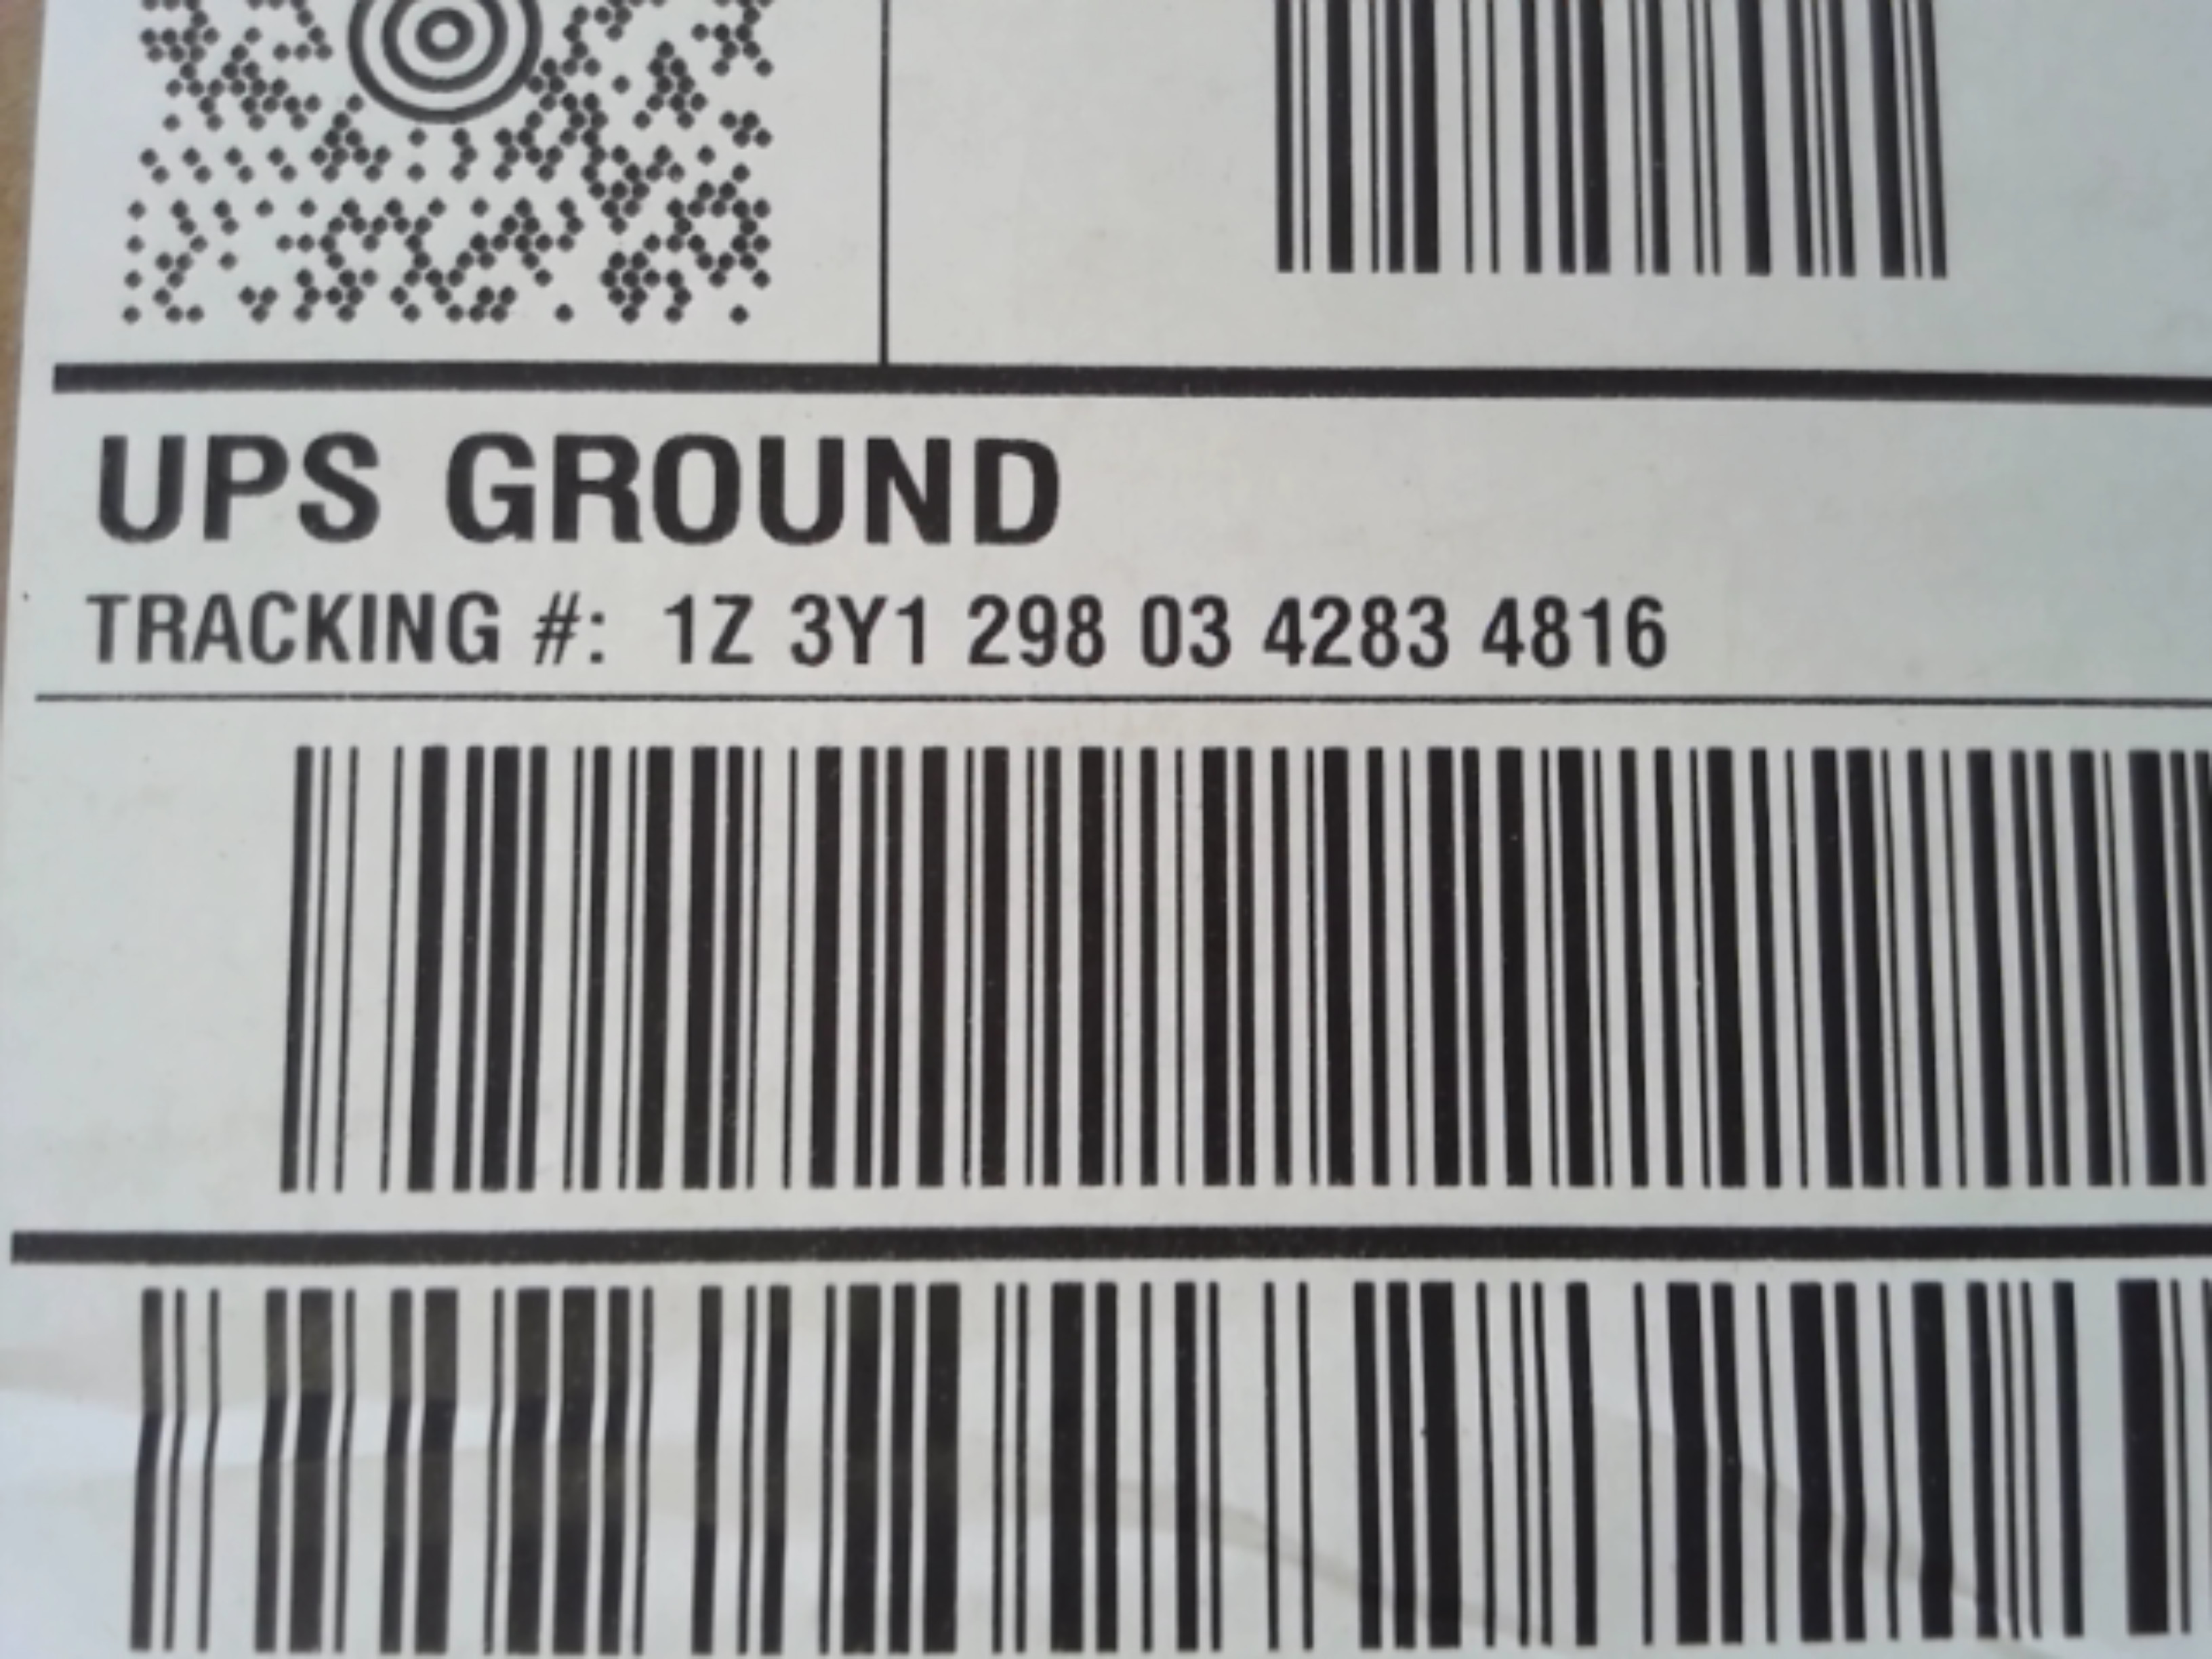 UPS GROUND
TRACKING #: 1Z 3Y1 298 03 4283 4816